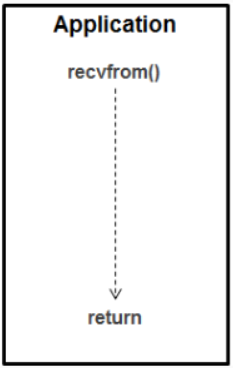 Application
recvfrom()
return